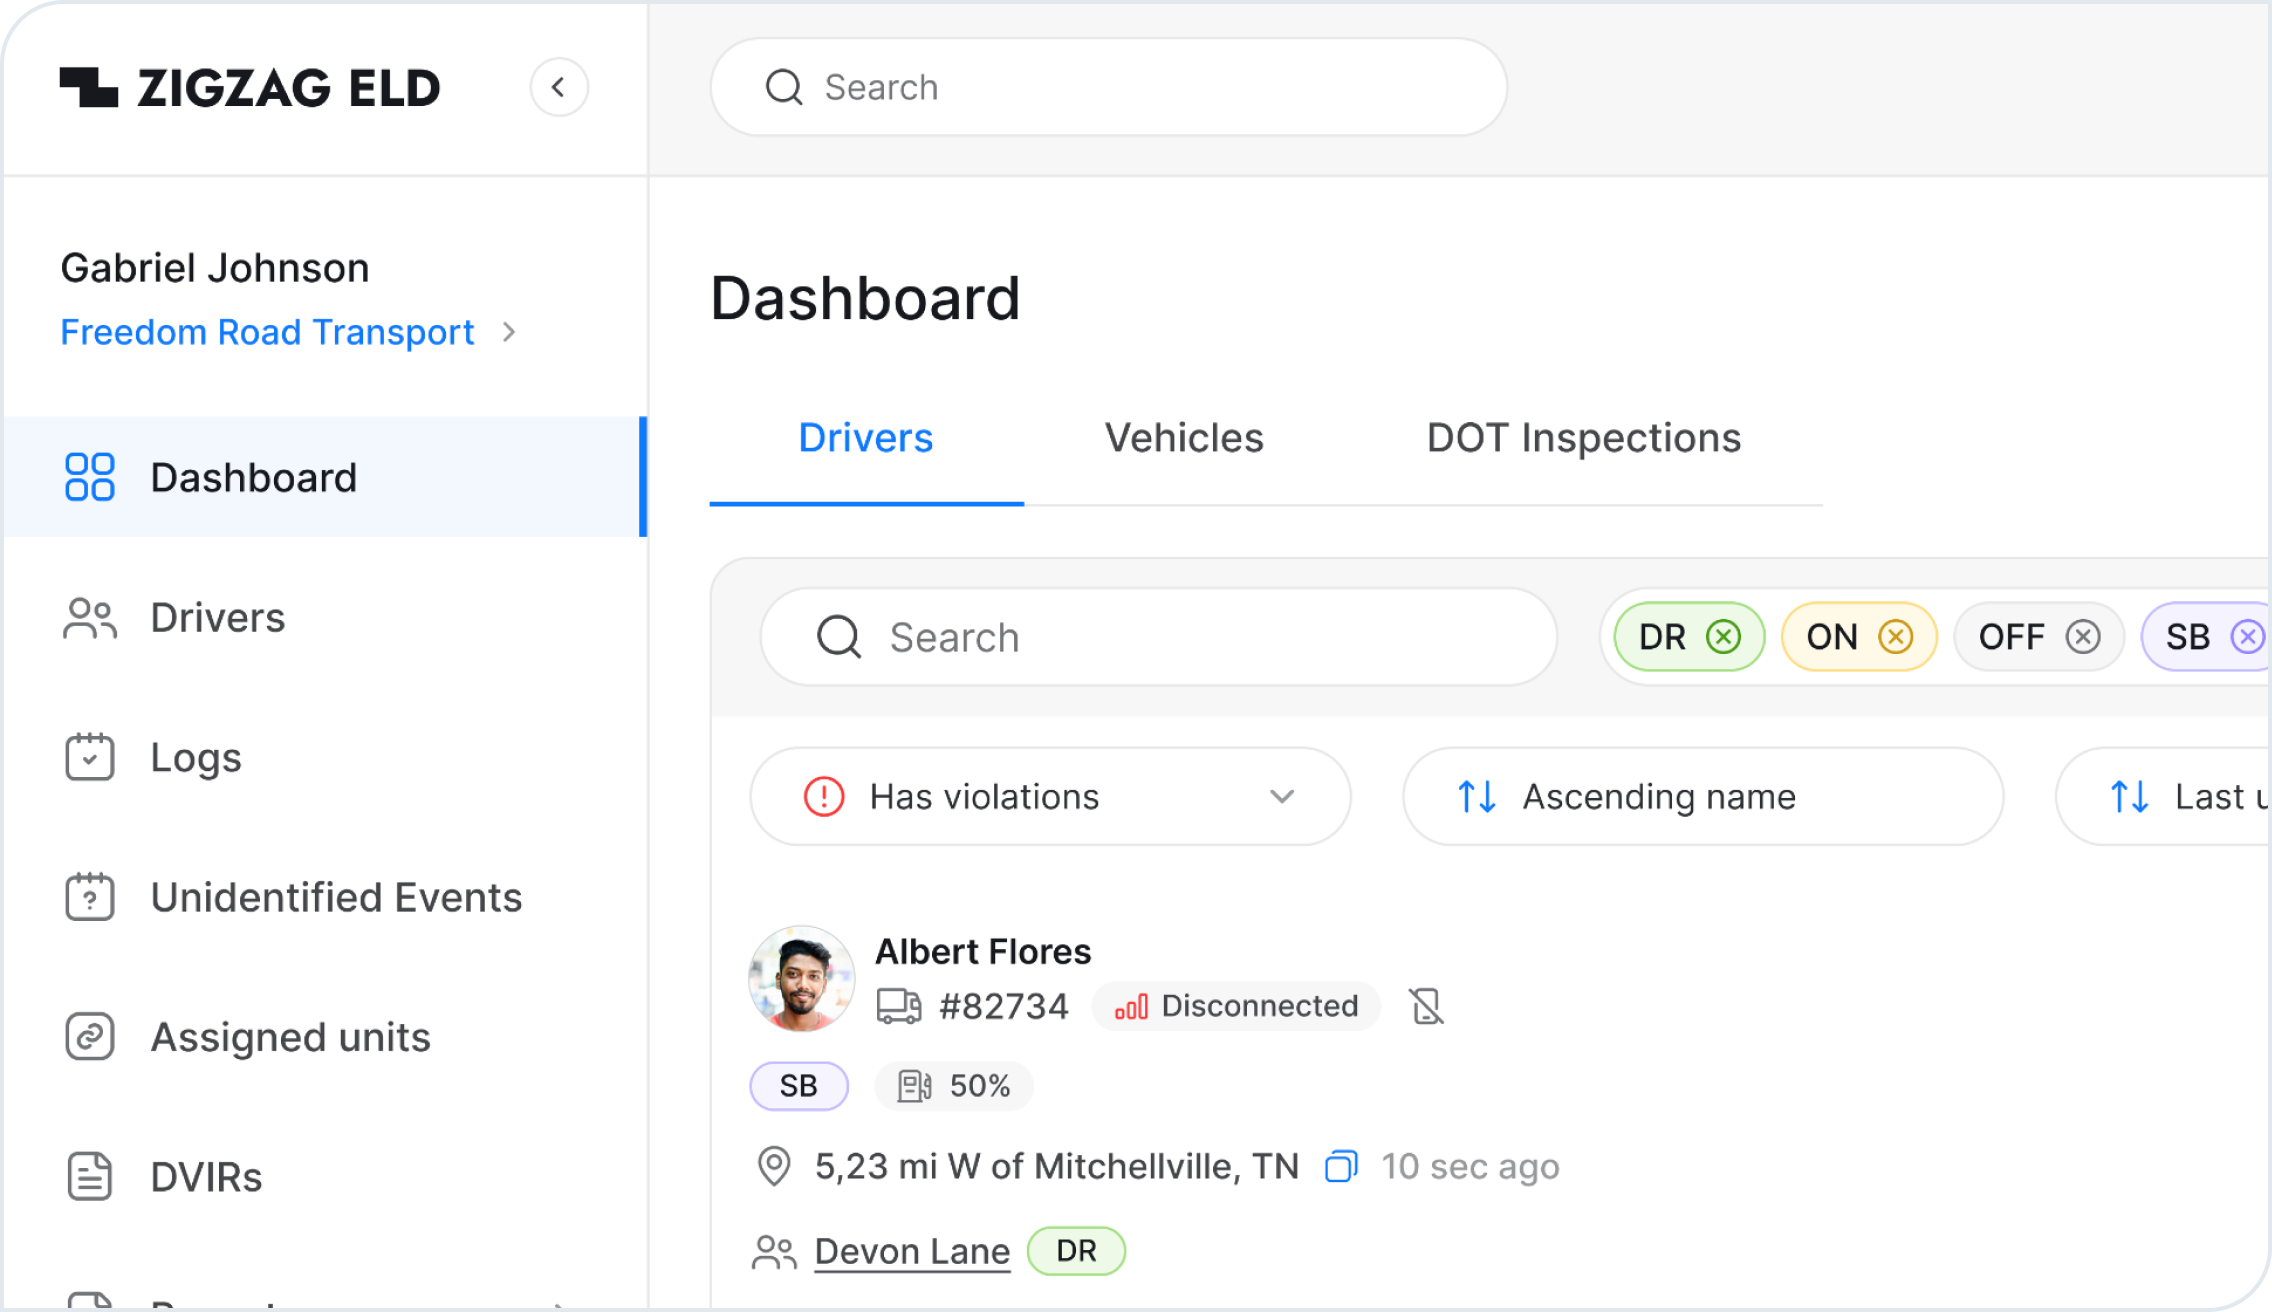 ZIGZAG ELD
Search
Gabriel Johnson
Freedom Road Transport
Dashboard
Drivers
Logs
Unidentified Events
Assigned units
DVIRs
Dashboard
Drivers Vehicles DOT Inspections
Search DR ON OFF SB
Has violations Ascending name Last
Albert Flores
#82734 Disconnected
SB 50%
5,23 mi W of Mitchellville, TN 10 sec ago
Devon Lane DR